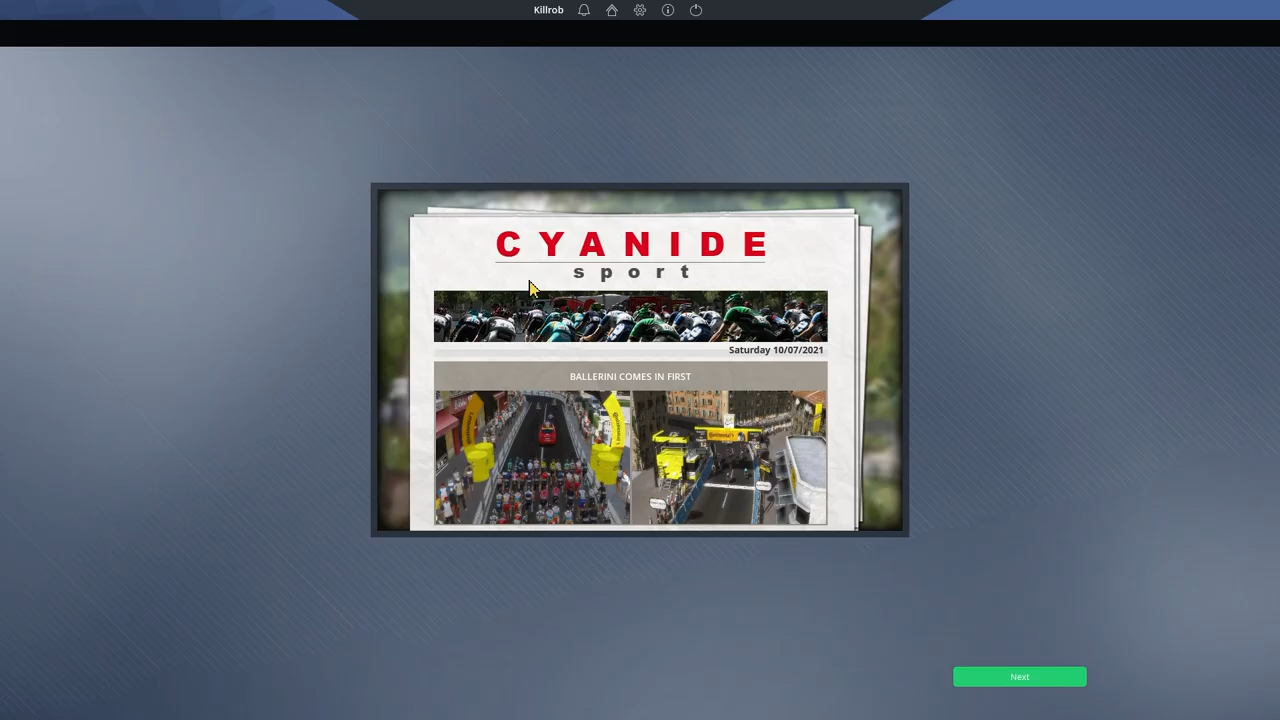 Killrob
CYANIDE
sport
Saturday 10/07/2021
BALLERINI COMES IN FIRST
Next